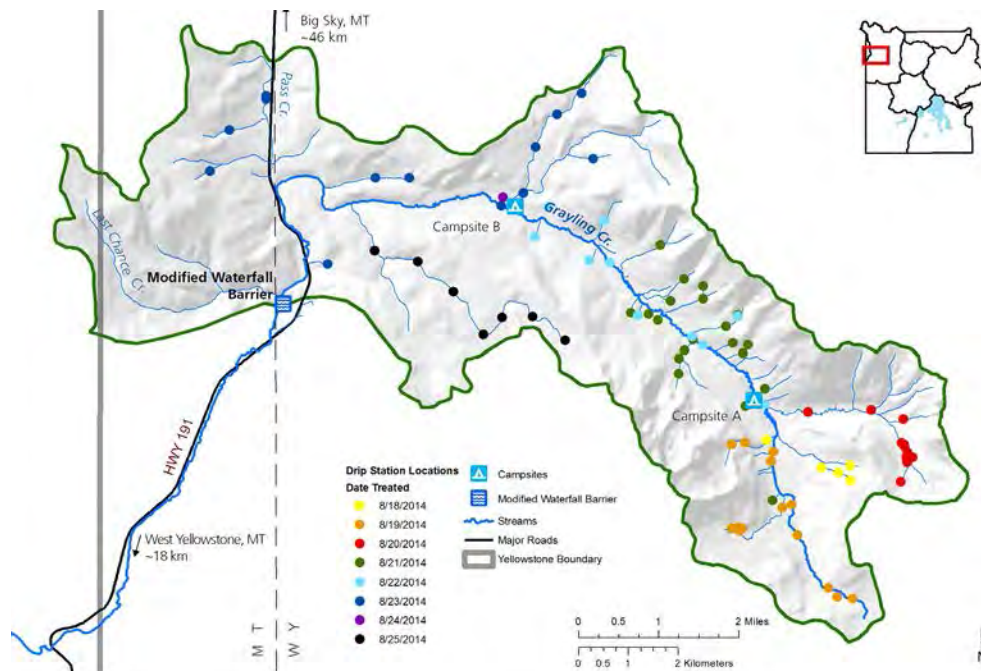 Big Sky, MT
~46 km
Pass Cr.
Last Chance Cr.
Modified Waterfall
Barrier
Campsite B
Grayling Cr.
Campsite A
HWY 191
West Yellowstone, MT
~18 km
MT
WY
Drip Station Locations
Date Treated
8/18/2014
8/19/2014
8/20/2014
8/21/2014
8/22/2014
8/23/2014
8/24/2014
8/25/2014
Campsites
Modified Waterfall Barrier
Streams
Major Roads
Yellowstone Boundary
0 0.5 1 2 Miles
0 0.5 1 2 Kilometers